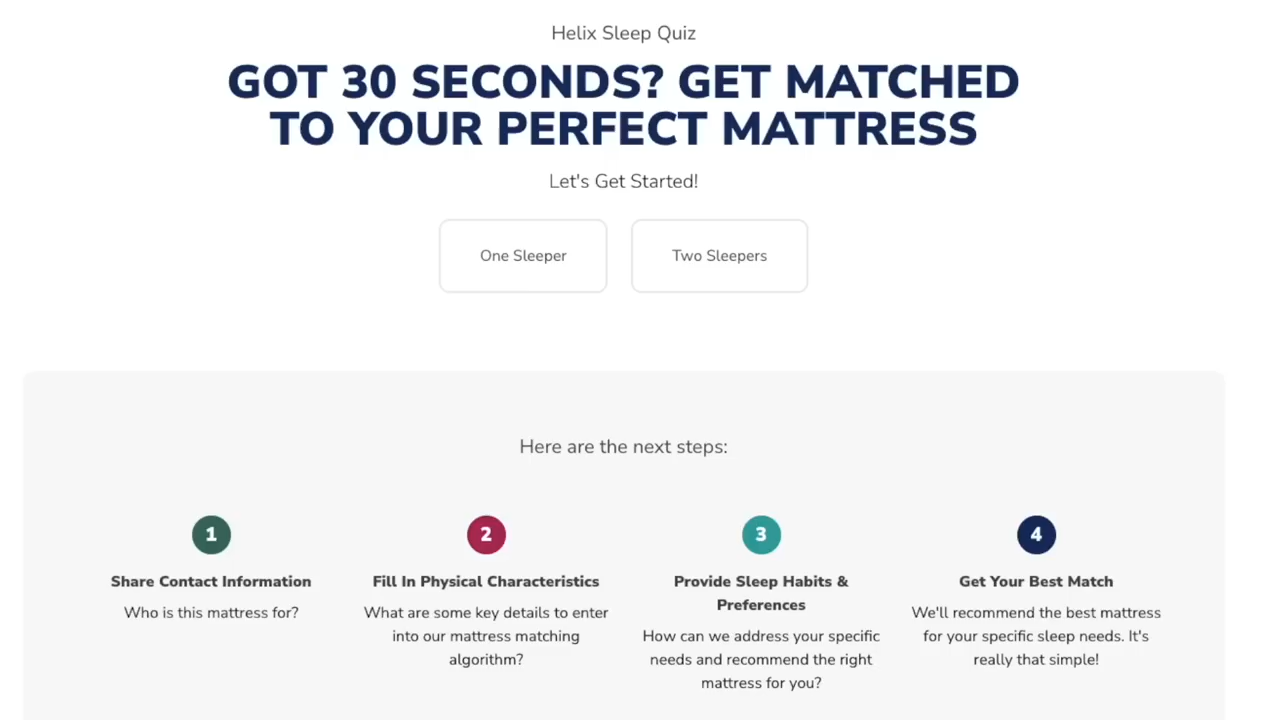 Helix Sleep Quiz
GOT 30 SECONDS? GET MATCHED
TO YOUR PERFECT MATTRESS
Let's Get Started!
One Sleeper
Two Sleepers
Here are the next steps:
1
Share Contact Information
Who is this mattress for?
2
Fill In Physical Characteristics
What are some key details to enter
into our mattress matching
algorithm?
3
Provide Sleep Habits &
Preferences
How can we address your specific
needs and recommend the right
mattress for you?
4
Get Your Best Match
We'll recommend the best mattress
for your specific sleep needs. It's
really that simple!